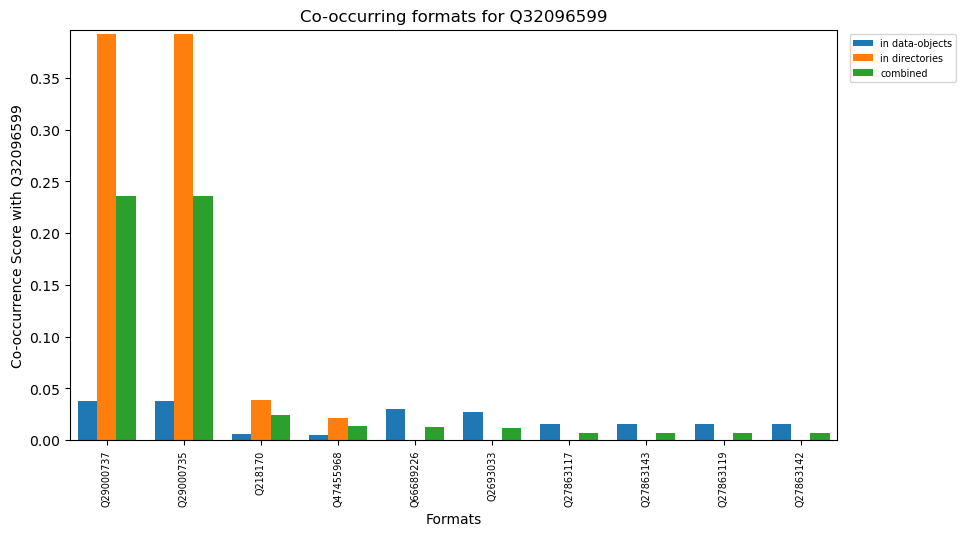 Co-occurring formats for Q32096599
in data-objects
in directories
combined
Co-occurrence Score with Q32096599
0.35
0.30
0.25
0.20
0.15
0.10
0.05
0.00
Q29000737
Q29000735
Q218170
Q47455968
Q66689226
Q2693033
Q27863117
Q27863143
Q27863119
Q27863142
Formats